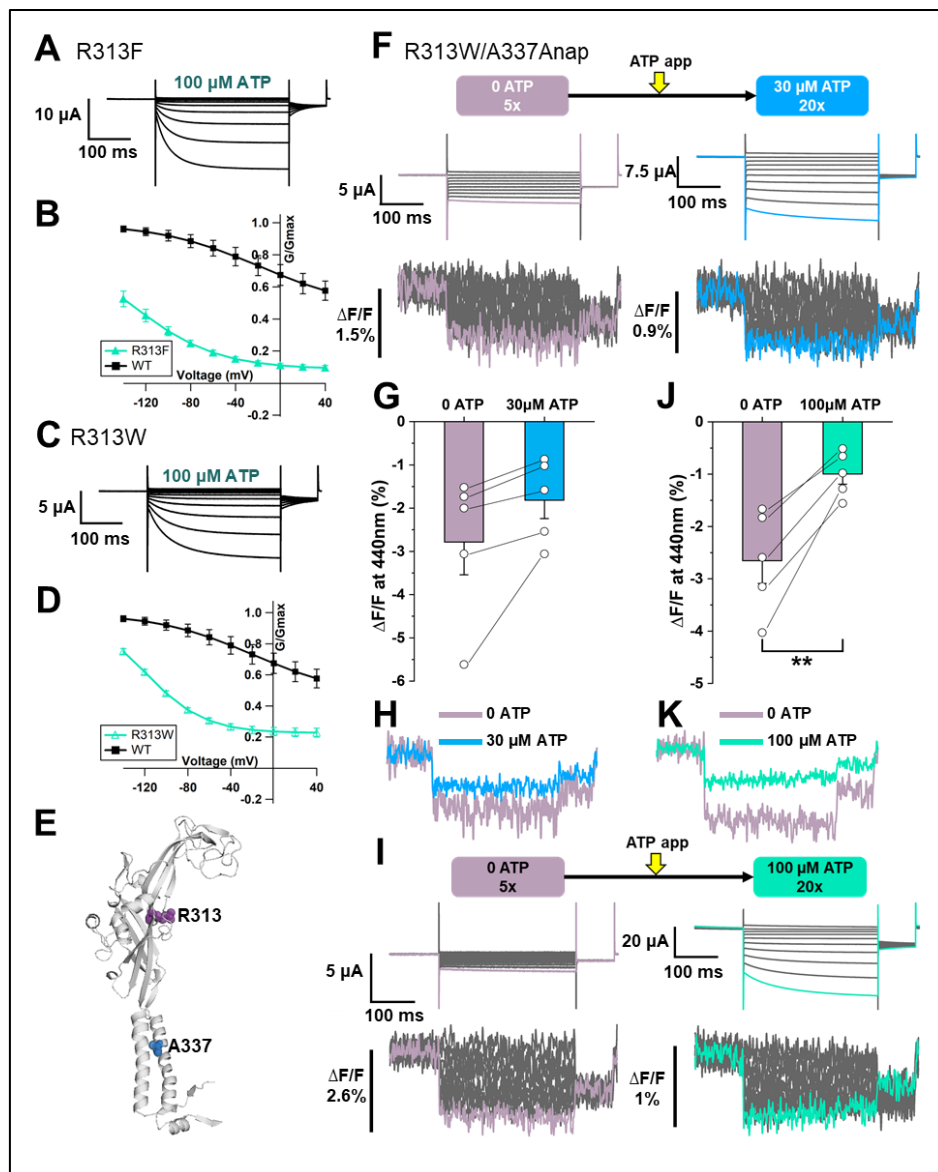 A R313F
100 µM ATP
10 µA
100 ms
B
G/Gmax
1.0
0.8
0.6
0.4
0.2
-0.2
R313F
WT
Voltage (mV)
-120
-80
-40
0
40
C R313W
100 µM ATP
5 µA
100 ms
D
G/Gmax
1.0
0.8
0.6
0.4
0.2
-0.2
R313W
WT
Voltage (mV)
-120
-80
-40
0
40
E
R313
A337
F R313W/A337Anap
ATP app
0 ATP
5x
30 µM ATP
20x
5 µA
100 ms
7.5 µA
100 ms
ΔF/F
1.5%
ΔF/F
0.9%
G
0 ATP 30µM ATP
ΔF/F at 440nm (%)
0
-1
-2
-3
-4
-5
-6
J
0 ATP 100µM ATP
ΔF/F at 440nm (%)
0
-1
-2
-3
-4
-5
**
H
0 ATP
30 µM ATP
K
0 ATP
100 µM ATP
I
ATP app
0 ATP
5x
100 µM ATP
20x
5 µA
100 ms
20 µA
100 ms
ΔF/F
2.6%
ΔF/F
1%